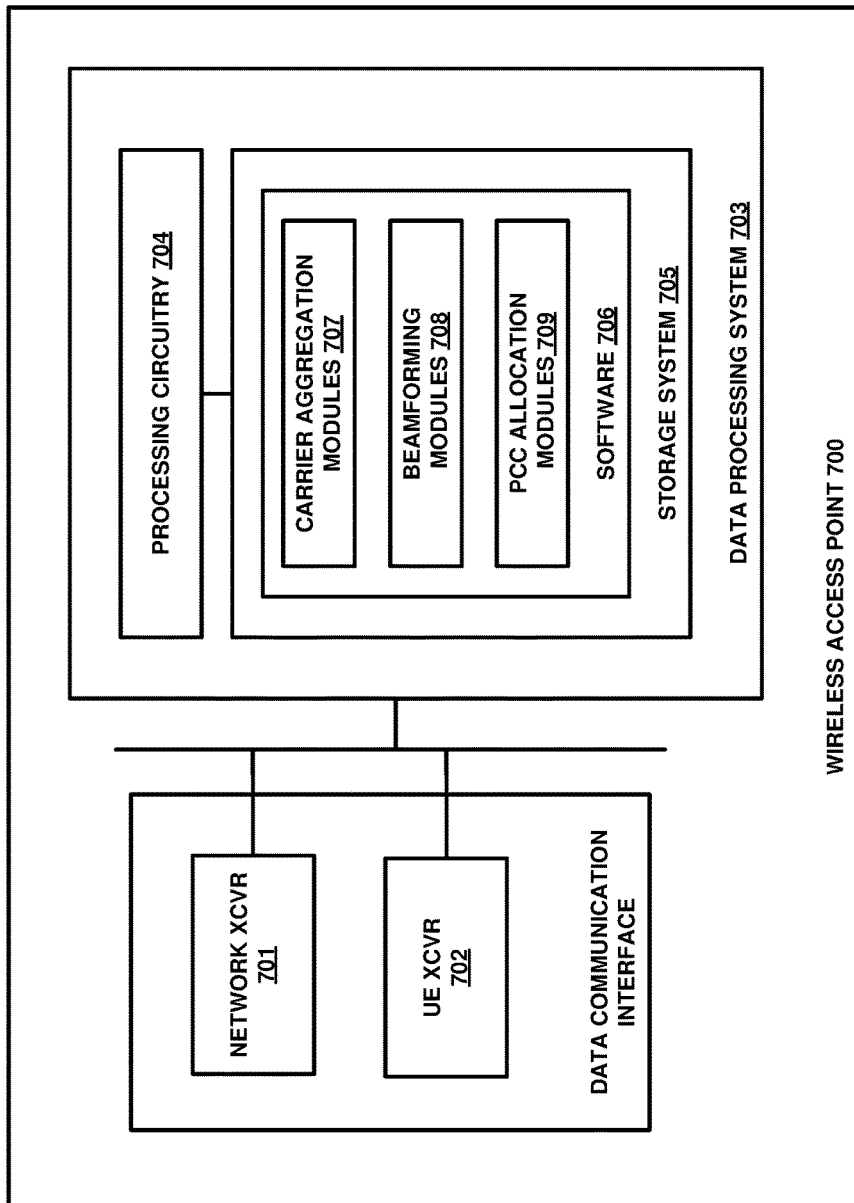 NETWORK XCVR
701
UE XCVR
702
DATA COMMUNICATION
INTERFACE
PROCESSING CIRCUITRY 704
CARRIER AGGREGATION
MODULES 707
BEAMFORMING
MODULES 708
PCC ALLOCATION
MODULES 709
SOFTWARE 706
STORAGE SYSTEM 705
DATA PROCESSING SYSTEM 703
WIRELESS ACCESS POINT 700